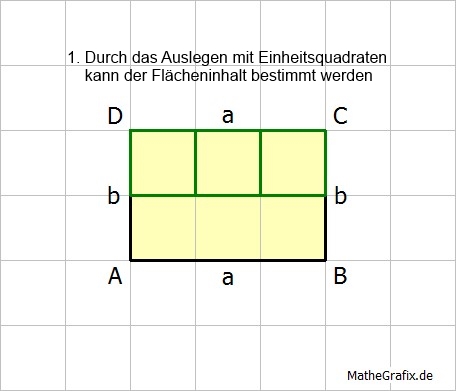 1. Durch das Auslegen mit Einheitsquadraten
kann der Flächeninhalt bestimmt werden
D a C
b b
A a B
MatheGrafix.de